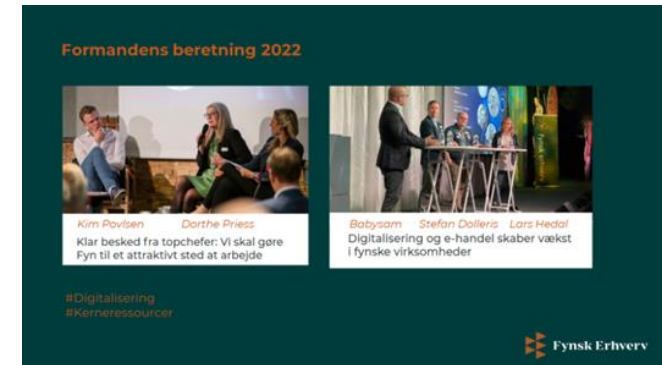 Formandens beretning 2022
Kim Povlsen Dorthe Priess
Klar besked fra topchefer: Vi skal gøre
Fyn til et attraktivt sted at arbejde
Babysam Stefan Dolleris Lars Hedal
Digitalisering og e-handel skaber vækst
i fynske virksomheder
#Digitalisering
#Kerneressourcer
Fynsk Erhverv